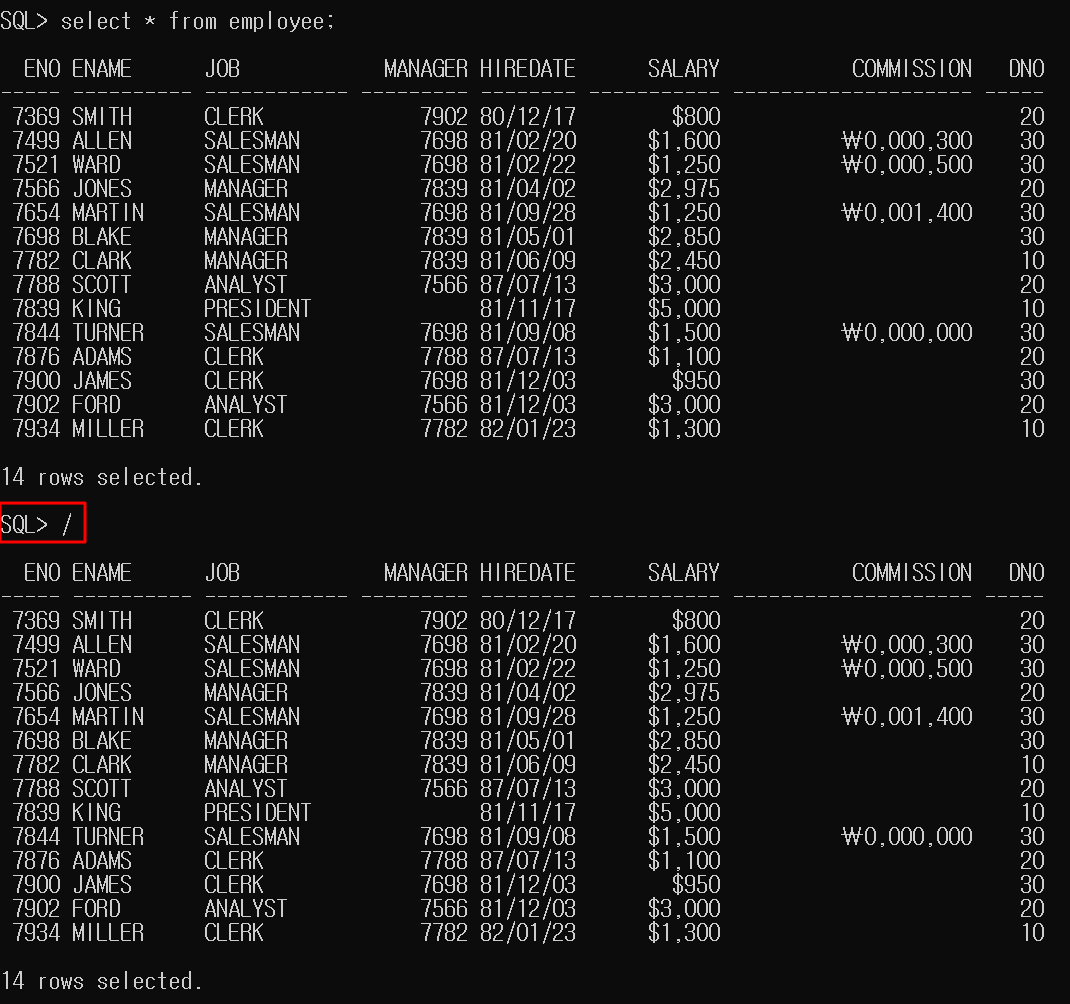 SQL> select * from employee;
ENO ENAME JOB MANAGER HIREDATE SALARY COMMISSION DNO
----- ---------- ------------ --------- -------- ----------- -------------------- -----
7369 SMITH CLERK 7902 80/12/17 $800 20
7499 ALLEN SALESMAN 7698 81/02/20 $1,600 ₩0,000,300 30
7521 WARD SALESMAN 7698 81/02/22 $1,250 ₩0,000,500 30
7566 JONES MANAGER 7839 81/04/02 $2,975 20
7654 MARTIN SALESMAN 7698 81/09/28 $1,250 ₩0,001,400 30
7698 BLAKE MANAGER 7839 81/05/01 $2,850 30
7782 CLARK MANAGER 7839 81/06/09 $2,450 10
7788 SCOTT ANALYST 7566 87/07/13 $3,000 20
7839 KING PRESIDENT 81/11/17 $5,000 10
7844 TURNER SALESMAN 7698 81/09/08 $1,500 ₩0,000,000 30
7876 ADAMS CLERK 7788 87/07/13 $1,100 20
7900 JAMES CLERK 7698 81/12/03 $950 30
7902 FORD ANALYST 7566 81/12/03 $3,000 20
7934 MILLER CLERK 7782 82/01/23 $1,300 10
14 rows selected.
SQL> /
ENO ENAME JOB MANAGER HIREDATE SALARY COMMISSION DNO
----- ---------- ------------ --------- -------- ----------- -------------------- -----
7369 SMITH CLERK 7902 80/12/17 $800 20
7499 ALLEN SALESMAN 7698 81/02/20 $1,600 ₩0,000,300 30
7521 WARD SALESMAN 7698 81/02/22 $1,250 ₩0,000,500 30
7566 JONES MANAGER 7839 81/04/02 $2,975 20
7654 MARTIN SALESMAN 7698 81/09/28 $1,250 ₩0,001,400 30
7698 BLAKE MANAGER 7839 81/05/01 $2,850 30
7782 CLARK MANAGER 7839 81/06/09 $2,450 10
7788 SCOTT ANALYST 7566 87/07/13 $3,000 20
7839 KING PRESIDENT 81/11/17 $5,000 10
7844 TURNER SALESMAN 7698 81/09/08 $1,500 ₩0,000,000 30
7876 ADAMS CLERK 7788 87/07/13 $1,100 20
7900 JAMES CLERK 7698 81/12/03 $950 30
7902 FORD ANALYST 7566 81/12/03 $3,000 20
7934 MILLER CLERK 7782 82/01/23 $1,300 10
14 rows selected.